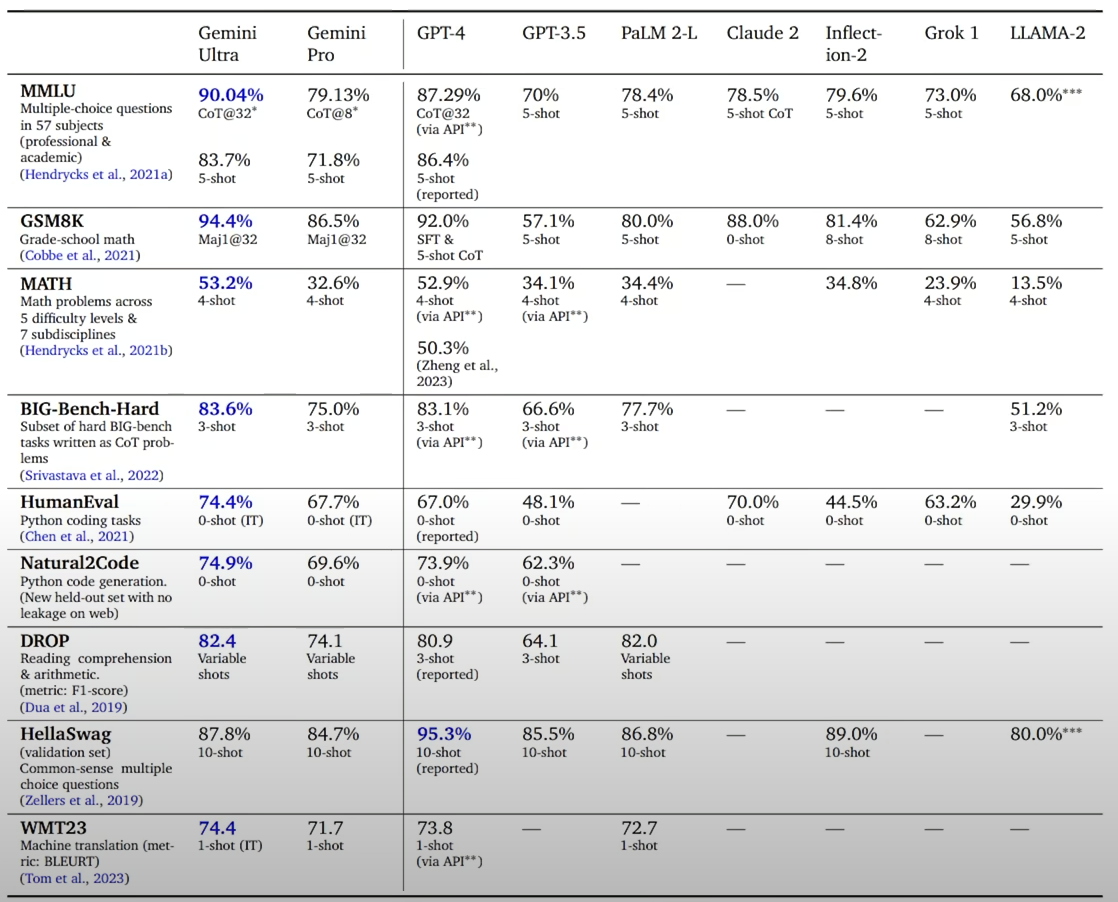 Gemini Ultra Gemini Pro GPT-4 GPT-3.5 PaLM 2-L Claude 2 Inflect-ion-2 Grok 1 LLAMA-2
MMLU
Multiple-choice questions
in 57 subjects
(professional &
academic)
(Hendrycks et al., 2021a)
90.04%
CoT@32*
83.7%
5-shot
79.13%
CoT@8*
71.8%
5-shot
87.29%
CoT@32
(via API**)
86.4%
5-shot
(reported)
70%
5-shot
78.4%
5-shot
78.5%
5-shot CoT
79.6%
5-shot
73.0%
5-shot
68.0%***
GSM8K
Grade-school math
(Cobbe et al., 2021)
94.4%
Maj1@32
86.5%
Maj1@32
92.0%
SFT &
5-shot CoT
57.1%
5-shot
80.0%
5-shot
88.0%
0-shot
81.4%
8-shot
62.9%
8-shot
56.8%
5-shot
MATH
Math problems across
5 difficulty levels &
7 subdisciplines
(Hendrycks et al., 2021b)
53.2%
4-shot
32.6%
4-shot
52.9%
4-shot
(via API**)
50.3%
(Zheng et al.,
2023)
34.1%
4-shot
(via API**)
34.4%
4-shot
—
34.8%
23.9%
4-shot
13.5%
4-shot
BIG-Bench-Hard
Subset of hard BIG-bench
tasks written as CoT prob-
lems
(Srivastava et al., 2022)
83.6%
3-shot
75.0%
3-shot
83.1%
3-shot
(via API**)
66.6%
3-shot
(via API**)
77.7%
3-shot
—
—
—
51.2%
3-shot
HumanEval
Python coding tasks
(Chen et al., 2021)
74.4%
0-shot (IT)
67.7%
0-shot (IT)
67.0%
0-shot
(reported)
48.1%
0-shot
—
70.0%
0-shot
44.5%
0-shot
63.2%
0-shot
29.9%
0-shot
Natural2Code
Python code generation.
(New held-out set with no
leakage on web)
74.9%
0-shot
69.6%
0-shot
73.9%
0-shot
(via API**)
62.3%
0-shot
(via API**)
—
—
—
—
—
DROP
Reading comprehension
& arithmetic.
(metric: F1-score)
(Dua et al., 2019)
82.4
Variable
shots
74.1
Variable
shots
80.9
3-shot
(reported)
64.1
3-shot
82.0
Variable
shots
—
—
—
—
HellaSwag
(validation set)
Common-sense multiple
choice questions
(Zellers et al., 2019)
87.8%
10-shot
84.7%
10-shot
95.3%
10-shot
(reported)
85.5%
10-shot
86.8%
10-shot
—
89.0%
10-shot
—
80.0%***
WMT23
Machine translation (met-
ric: BLEURT)
(Tom et al., 2023)
74.4
1-shot (IT)
71.7
1-shot
73.8
1-shot
(via API**)
—
72.7
1-shot
—
—
—
—